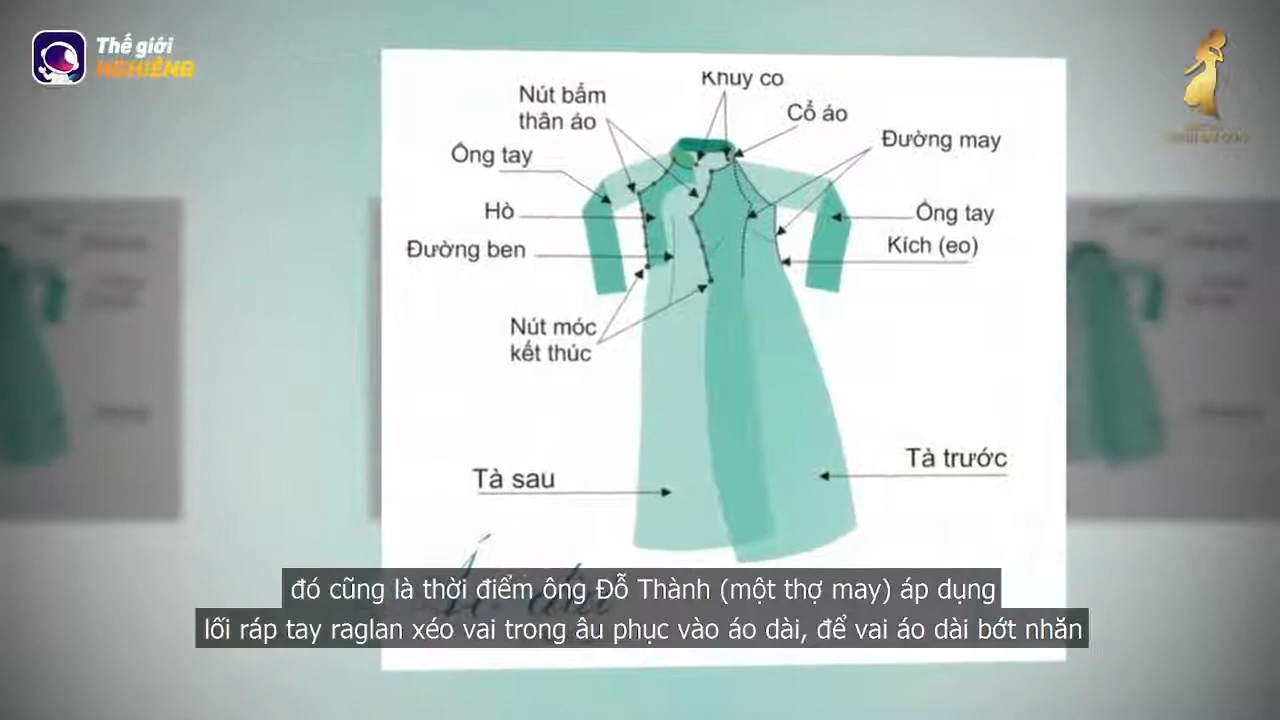 Thế giới
NGHIÊNG
Khuy cổ
Nút bấm
thân áo
Cổ áo
Đường may
Ống tay
Hò
Ống tay
Đường ben
Kích (eo)
Nút móc
kết thúc
Tà trước
Tà sau
đó cũng là thời điểm ông Đỗ Thành (một thợ may) áp dụng
lối ráp tay raglan xéo vai trong âu phục vào áo dài, để vai áo dài bớt nhăn